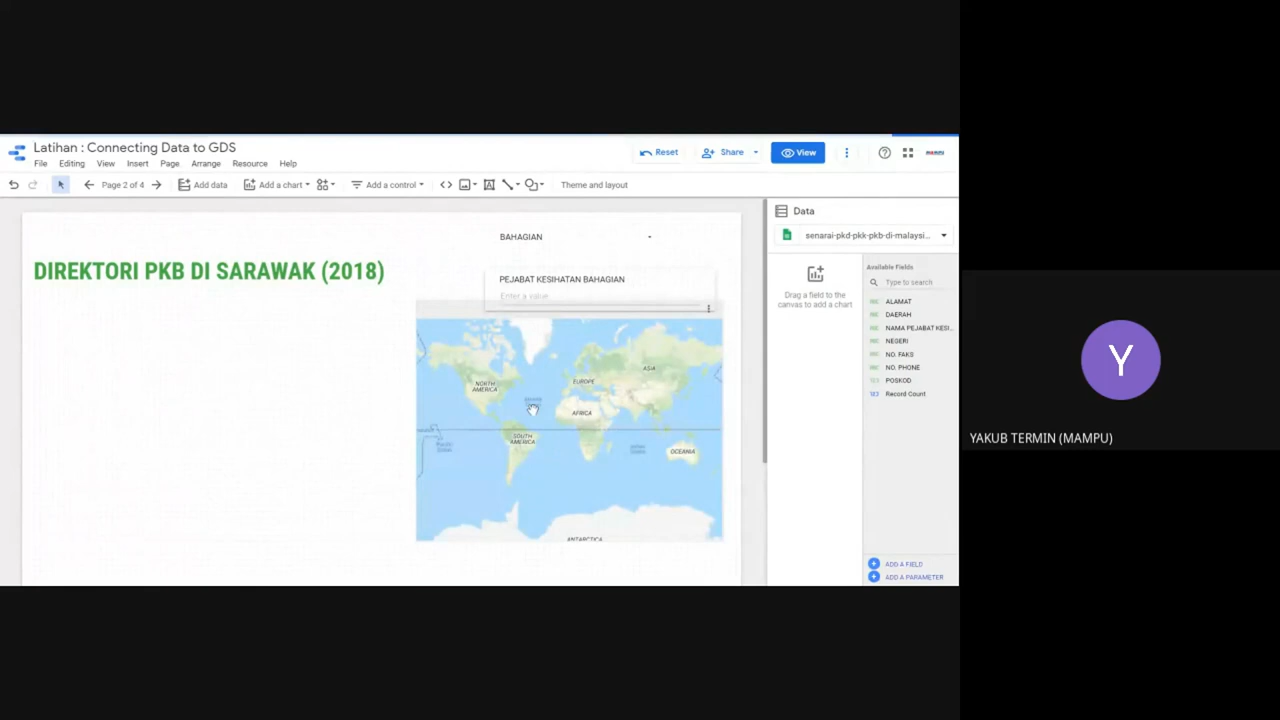 Latihan : Connecting Data to GDS
File Editing View Insert Page Arrange Resource Help
Reset Share View
Page 2 of 4 Add data Add a chart Add a control Theme and layout
BAHAGIAN
DIREKTORI PKB DI SARAWAK (2018)
PEJABAT KESIHATAN BAHAGIAN
Enter a value
NORTH AMERICA
EUROPE
ASIA
AFRICA
SOUTH AMERICA
OCEANIA
ANTARCTICA
Data
senarai-pkd-pkk-pkb-di-malaysi...
Drag a field to the canvas to add a chart
Available Fields
Type to search
ALAMAT
DAERAH
NAMA PEJABAT KESI...
NEGERI
NO. FAKS
NO. PHONE
POSKOD
123 Record Count
ADD A FIELD
ADD A PARAMETER
Y
YAKUB TERMIN (MAMPU)